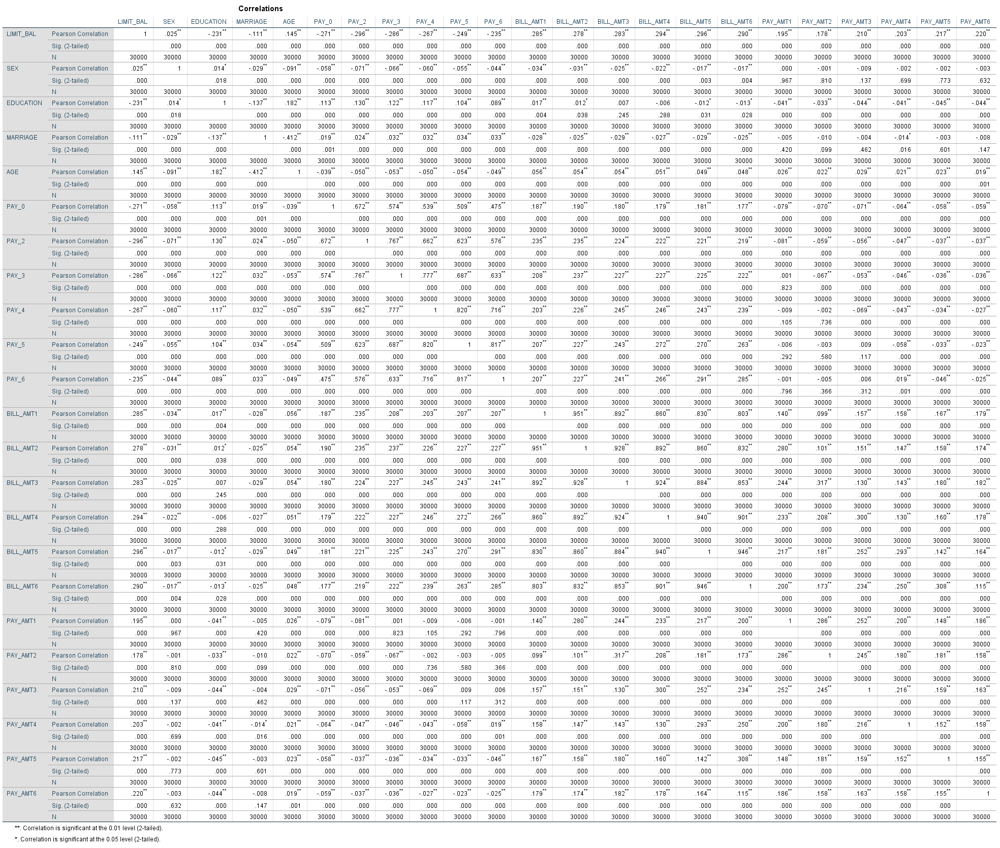 Correlations
LIMIT_BAL SEX EDUCATION MARRIAGE AGE PAY_0 PAY_2 PAY_3 PAY_4 PAY_5 PAY_6 BILL_AMT1 BILL_AMT2 BILL_AMT3 BILL_AMT4 BILL_AMT5 BILL_AMT6 PAY_AMT1 PAY_AMT2 PAY_AMT3 PAY_AMT4 PAY_AMT5 PAY_AMT6
LIMIT_BAL Pearson Correlation 1 .025** -.231** -.111** .145** -.271** -.296** -.286** -.267** -.249** -.235** .285** .278** .283** .294** .296** .290** .195** .178** .210** .203** .217** .220**
Sig. (2-tailed) .000 .000 .000 .000 .000 .000 .000 .000 .000 .000 .000 .000 .000 .000 .000 .000 .000 .000 .000 .000 .000 .000
N 30000 30000 30000 30000 30000 30000 30000 30000 30000 30000 30000 30000 30000 30000 30000 30000 30000 30000 30000 30000 30000 30000 30000
SEX Pearson Correlation .025** 1 .014* -.029** -.091** -.058** -.071** -.066** -.060** -.055** -.044** -.034** -.031** -.025** -.022** -.017** -.017** .000 -.001 -.009 -.002 -.002 -.003
Sig. (2-tailed) .000 .018 .000 .000 .000 .000 .000 .000 .000 .000 .000 .000 .000 .000 .003 .004 .967 .810 .137 .699 .773 .632
N 30000 30000 30000 30000 30000 30000 30000 30000 30000 30000 30000 30000 30000 30000 30000 30000 30000 30000 30000 30000 30000 30000 30000
EDUCATION Pearson Correlation -.231** .014* 1 -.137** .182** .113** .130** .122** .117** .104** .089** .017** .012* .007 -.006 -.012* -.013* -.041** -.033** -.044** -.041** -.045** -.044**
Sig. (2-tailed) .000 .018 .000 .000 .000 .000 .000 .000 .000 .000 .004 .038 .245 .288 .031 .028 .000 .000 .000 .000 .000 .000
N 30000 30000 30000 30000 30000 30000 30000 30000 30000 30000 30000 30000 30000 30000 30000 30000 30000 30000 30000 30000 30000 30000 30000
MARRIAGE Pearson Correlation -.111** -.029** -.137** 1 -.412** .019** .024** .032** .032** .034** .033** -.028** -.025** -.029** -.027** -.029** -.025** -.005 -.010 -.004 -.014* -.003 -.008
Sig. (2-tailed) .000 .000 .000 .000 .001 .000 .000 .000 .000 .000 .000 .000 .000 .000 .000 .000 .420 .099 .462 .016 .601 .147
N 30000 30000 30000 30000 30000 30000 30000 30000 30000 30000 30000 30000 30000 30000 30000 30000 30000 30000 30000 30000 30000 30000 30000
AGE Pearson Correlation .145** -.091** .182** -.412** 1 -.039** -.050** -.053** -.050** -.054** -.049** .056** .054** .054** .051** .049** .048** .026** .022** .029** .021** .023** .019**
Sig. (2-tailed) .000 .000 .000 .000 .000 .000 .000 .000 .000 .000 .000 .000 .000 .000 .000 .000 .000 .000 .000 .000 .000 .001
N 30000 30000 30000 30000 30000 30000 30000 30000 30000 30000 30000 30000 30000 30000 30000 30000 30000 30000 30000 30000 30000 30000 30000
PAY_0 Pearson Correlation -.271** -.058** .113** .019** -.039** 1 .672** .574** .539** .509** .475** .187** .190** .180** .179** .181** .177** -.079** -.070** -.071** -.064** -.058** -.059**
Sig. (2-tailed) .000 .000 .000 .001 .000 .000 .000 .000 .000 .000 .000 .000 .000 .000 .000 .000 .000 .000 .000 .000 .000 .000
N 30000 30000 30000 30000 30000 30000 30000 30000 30000 30000 30000 30000 30000 30000 30000 30000 30000 30000 30000 30000 30000 30000 30000
PAY_2 Pearson Correlation -.296** -.071** .130** .024** -.050** .672** 1 .767** .662** .623** .576** .235** .235** .224** .222** .221** .219** -.081** -.059** -.056** -.047** -.037** -.037**
Sig. (2-tailed) .000 .000 .000 .000 .000 .000 .000 .000 .000 .000 .000 .000 .000 .000 .000 .000 .000 .000 .000 .000 .000 .000
N 30000 30000 30000 30000 30000 30000 30000 30000 30000 30000 30000 30000 30000 30000 30000 30000 30000 30000 30000 30000 30000 30000 30000
PAY_3 Pearson Correlation -.286** -.066** .122** .032** -.053** .574** .767** 1 .777** .687** .633** .208** .237** .227** .227** .225** .222** .001 -.067** -.053** -.046** -.036** -.036**
Sig. (2-tailed) .000 .000 .000 .000 .000 .000 .000 .000 .000 .000 .000 .000 .000 .000 .000 .000 .823 .000 .000 .000 .000 .000
N 30000 30000 30000 30000 30000 30000 30000 30000 30000 30000 30000 30000 30000 30000 30000 30000 30000 30000 30000 30000 30000 30000 30000
PAY_4 Pearson Correlation -.267** -.060** .117** .032** -.050** .539** .662** .777** 1 .820** .716** .203** .226** .245** .246** .243** .239** -.009 -.002 -.069** -.043** -.034** -.027**
Sig. (2-tailed) .000 .000 .000 .000 .000 .000 .000 .000 .000 .000 .000 .000 .000 .000 .000 .000 .105 .736 .000 .000 .000 .000
N 30000 30000 30000 30000 30000 30000 30000 30000 30000 30000 30000 30000 30000 30000 30000 30000 30000 30000 30000 30000 30000 30000 30000
PAY_5 Pearson Correlation -.249** -.055** .104** .034** -.054** .509** .623** .687** .820** 1 .817** .207** .227** .243** .272** .270** .263** -.006 -.003 .009 -.058** -.033** -.023**
Sig. (2-tailed) .000 .000 .000 .000 .000 .000 .000 .000 .000 .000 .000 .000 .000 .000 .000 .000 .292 .580 .117 .000 .000 .000
N 30000 30000 30000 30000 30000 30000 30000 30000 30000 30000 30000 30000 30000 30000 30000 30000 30000 30000 30000 30000 30000 30000 30000
PAY_6 Pearson Correlation -.235** -.044** .089** .033** -.049** .475** .576** .633** .716** .817** 1 .207** .227** .241** .266** .291** .285** -.001 -.005 .006 .019** -.046** -.025**
Sig. (2-tailed) .000 .000 .000 .000 .000 .000 .000 .000 .000 .000 .000 .000 .000 .000 .000 .000 .796 .366 .312 .001 .000 .000
N 30000 30000 30000 30000 30000 30000 30000 30000 30000 30000 30000 30000 30000 30000 30000 30000 30000 30000 30000 30000 30000 30000 30000
BILL_AMT1 Pearson Correlation .285** -.034** .017** -.028** .056** .187** .235** .208** .203** .207** .207** 1 .951** .892** .860** .830** .803** .140** .099** .157** .158** .167** .179**
Sig. (2-tailed) .000 .000 .004 .000 .000 .000 .000 .000 .000 .000 .000 .000 .000 .000 .000 .000 .000 .000 .000 .000 .000 .000
N 30000 30000 30000 30000 30000 30000 30000 30000 30000 30000 30000 30000 30000 30000 30000 30000 30000 30000 30000 30000 30000 30000 30000
BILL_AMT2 Pearson Correlation .278** -.031** .012* -.025** .054** .190** .235** .237** .226** .227** .227** .951** 1 .928** .892** .860** .832** .280** .101** .151** .147** .158** .174**
Sig. (2-tailed) .000 .000 .038 .000 .000 .000 .000 .000 .000 .000 .000 .000 .000 .000 .000 .000 .000 .000 .000 .000 .000 .000
N 30000 30000 30000 30000 30000 30000 30000 30000 30000 30000 30000 30000 30000 30000 30000 30000 30000 30000 30000 30000 30000 30000 30000
BILL_AMT3 Pearson Correlation .283** -.025** .007 -.029** .054** .180** .224** .227** .245** .243** .241** .892** .928** 1 .924** .884** .853** .244** .317** .130** .143** .180** .182**
Sig. (2-tailed) .000 .000 .245 .000 .000 .000 .000 .000 .000 .000 .000 .000 .000 .000 .000 .000 .000 .000 .000 .000 .000 .000
N 30000 30000 30000 30000 30000 30000 30000 30000 30000 30000 30000 30000 30000 30000 30000 30000 30000 30000 30000 30000 30000 30000 30000
BILL_AMT4 Pearson Correlation .294** -.022** -.006 -.027** .051** .179** .222** .227** .246** .272** .266** .860** .892** .924** 1 .940** .901** .233** .208** .300** .130** .160** .178**
Sig. (2-tailed) .000 .000 .288 .000 .000 .000 .000 .000 .000 .000 .000 .000 .000 .000 .000 .000 .000 .000 .000 .000 .000 .000
N 30000 30000 30000 30000 30000 30000 30000 30000 30000 30000 30000 30000 30000 30000 30000 30000 30000 30000 30000 30000 30000 30000 30000
BILL_AMT5 Pearson Correlation .296** -.017** -.012* -.029** .049** .181** .221** .225** .243** .270** .291** .830** .860** .884** .940** 1 .946** .217** .181** .252** .293** .142** .164**
Sig. (2-tailed) .000 .003 .031 .000 .000 .000 .000 .000 .000 .000 .000 .000 .000 .000 .000 .000 .000 .000 .000 .000 .000 .000
N 30000 30000 30000 30000 30000 30000 30000 30000 30000 30000 30000 30000 30000 30000 30000 30000 30000 30000 30000 30000 30000 30000 30000
BILL_AMT6 Pearson Correlation .290** -.017** -.013* -.025** .048** .177** .219** .222** .239** .263** .285** .803** .832** .853** .901** .946** 1 .200** .173** .234** .250** .308** .115**
Sig. (2-tailed) .000 .004 .028 .000 .000 .000 .000 .000 .000 .000 .000 .000 .000 .000 .000 .000 .000 .000 .000 .000 .000 .000
N 30000 30000 30000 30000 30000 30000 30000 30000 30000 30000 30000 30000 30000 30000 30000 30000 30000 30000 30000 30000 30000 30000 30000
PAY_AMT1 Pearson Correlation .195** .000 -.041** -.005 .026** -.079** -.081** .001 -.009 -.006 -.001 .140** .280** .244** .233** .217** .200** 1 .286** .252** .200** .148** .186**
Sig. (2-tailed) .000 .967 .000 .420 .000 .000 .000 .823 .105 .292 .796 .000 .000 .000 .000 .000 .000 .000 .000 .000 .000 .000
N 30000 30000 30000 30000 30000 30000 30000 30000 30000 30000 30000 30000 30000 30000 30000 30000 30000 30000 30000 30000 30000 30000 30000
PAY_AMT2 Pearson Correlation .178** -.001 -.033** -.010 .022** -.070** -.059** -.067** -.002 -.003 -.005 .099** .101** .317** .208** .181** .173** .286** 1 .245** .180** .181** .158**
Sig. (2-tailed) .000 .810 .000 .099 .000 .000 .000 .000 .736 .580 .366 .000 .000 .000 .000 .000 .000 .000 .000 .000 .000 .000
N 30000 30000 30000 30000 30000 30000 30000 30000 30000 30000 30000 30000 30000 30000 30000 30000 30000 30000 30000 30000 30000 30000 30000
PAY_AMT3 Pearson Correlation .210** -.009 -.044** -.004 .029** -.071** -.056** -.053** -.069** .009 .006 .157** .151** .130** .300** .252** .234** .252** .245** 1 .216** .159** .163**
Sig. (2-tailed) .000 .137 .000 .462 .000 .000 .000 .000 .000 .117 .312 .000 .000 .000 .000 .000 .000 .000 .000 .000 .000 .000
N 30000 30000 30000 30000 30000 30000 30000 30000 30000 30000 30000 30000 30000 30000 30000 30000 30000 30000 30000 30000 30000 30000 30000
PAY_AMT4 Pearson Correlation .203** -.002 -.041** -.014* .021** -.064** -.047** -.046** -.043** -.058** .019** .158** .147** .143** .130** .293** .250** .200** .180** .216** 1 .152** .158**
Sig. (2-tailed) .000 .699 .000 .016 .000 .000 .000 .000 .000 .000 .001 .000 .000 .000 .000 .000 .000 .000 .000 .000 .000 .000
N 30000 30000 30000 30000 30000 30000 30000 30000 30000 30000 30000 30000 30000 30000 30000 30000 30000 30000 30000 30000 30000 30000 30000
PAY_AMT5 Pearson Correlation .217** -.002 -.045** -.003 .023** -.058** -.037** -.036** -.034** -.033** -.046** .167** .158** .180** .160** .142** .308** .148** .181** .159** .152** 1 .155**
Sig. (2-tailed) .000 .773 .000 .601 .000 .000 .000 .000 .000 .000 .000 .000 .000 .000 .000 .000 .000 .000 .000 .000 .000 .000
N 30000 30000 30000 30000 30000 30000 30000 30000 30000 30000 30000 30000 30000 30000 30000 30000 30000 30000 30000 30000 30000 30000 30000
PAY_AMT6 Pearson Correlation .220** -.003 -.044** -.008 .019** -.059** -.037** -.036** -.027** -.023** -.025** .179** .174** .182** .178** .164** .115** .186** .158** .163** .158** .155** 1
Sig. (2-tailed) .000 .632 .000 .147 .001 .000 .000 .000 .000 .000 .000 .000 .000 .000 .000 .000 .000 .000 .000 .000 .000 .000
N 30000 30000 30000 30000 30000 30000 30000 30000 30000 30000 30000 30000 30000 30000 30000 30000 30000 30000 30000 30000 30000 30000 30000
**. Correlation is significant at the 0.01 level (2-tailed).
*. Correlation is significant at the 0.05 level (2-tailed).